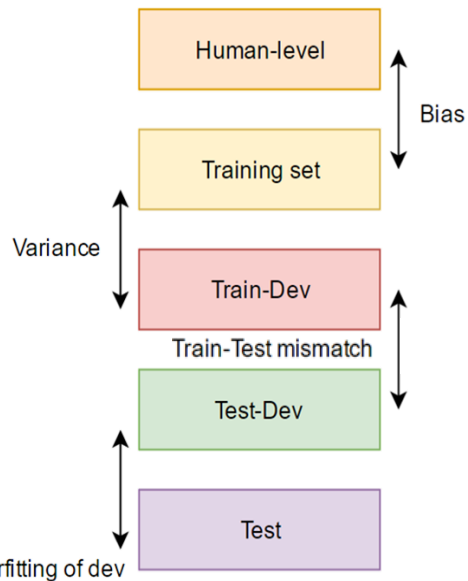 Human-level
Bias
Training set
Variance
Train-Dev
Train-Test mismatch
Test-Dev
Test
rfitting of dev